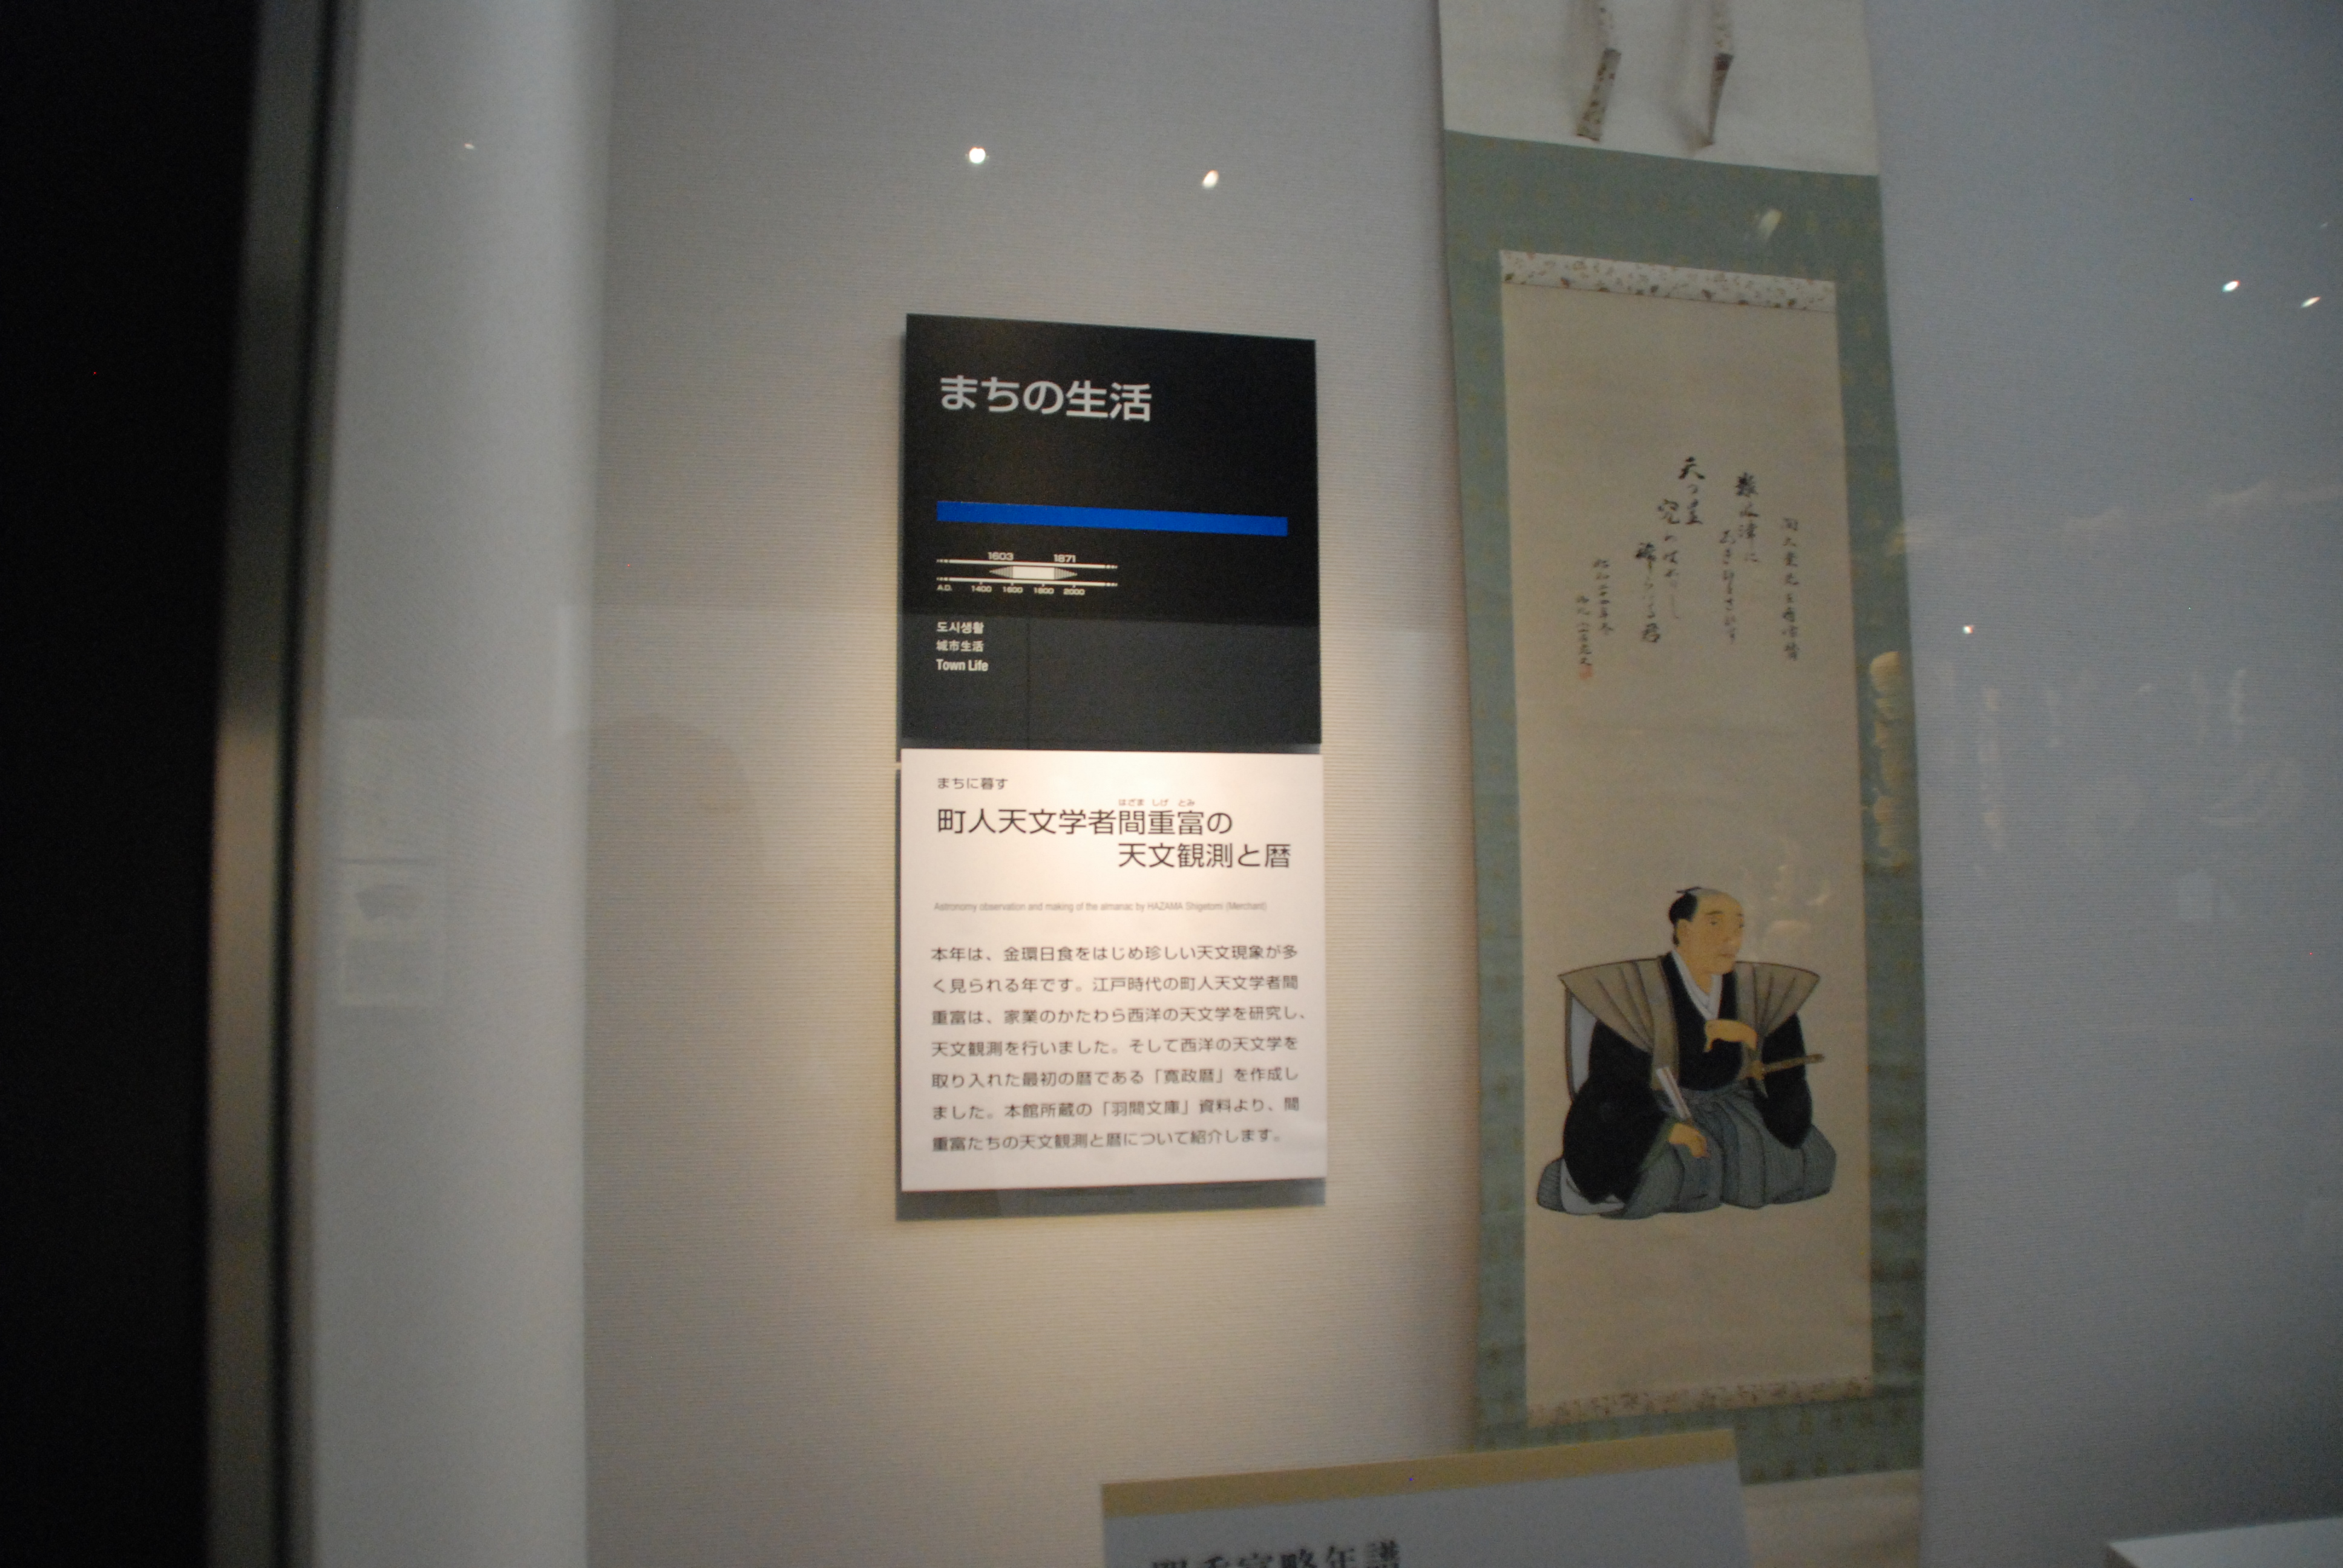 まちの生活
1603 1871
A.D. 1400 1600 1800 2000
도시생활
城市生活
Town Life
まちに暮す
はざま しげ とみ
町人天文学者間重富の
天文観測と暦
Astronomy observation and making of the almanac by HAZAMA Shigetomi (Merchant)
本年は、金環日食をはじめ珍しい天文現象が多
く見られる年です。江戸時代の町人天文学者間
重富は、家業のかたわら西洋の天文学を研究し、
天文観測を行いました。そして西洋の天文学を
取り入れた最初の暦である「寛政暦」を作成し
ました。本館所蔵の「羽間文庫」資料より、間
重富たちの天文観測と暦について紹介します。
間重富略年譜